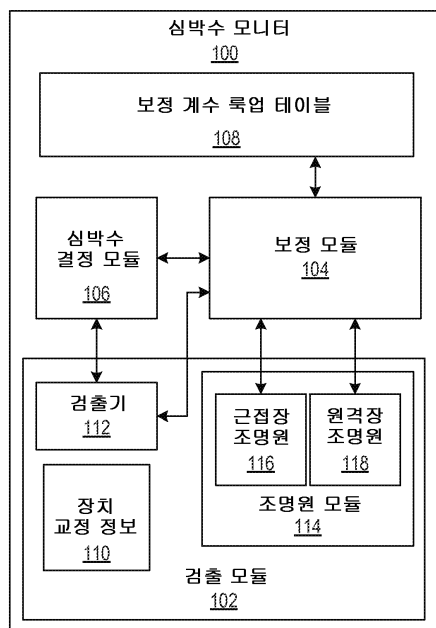 심박수 모니터
100
보정 계수 룩업 테이블
108
심박수
결정 모듈
106
보정 모듈
104
검출기
112
근접장
조명원
116
원격장
조명원
118
조명원 모듈
114
장치
교정 정보
110
검출 모듈
102